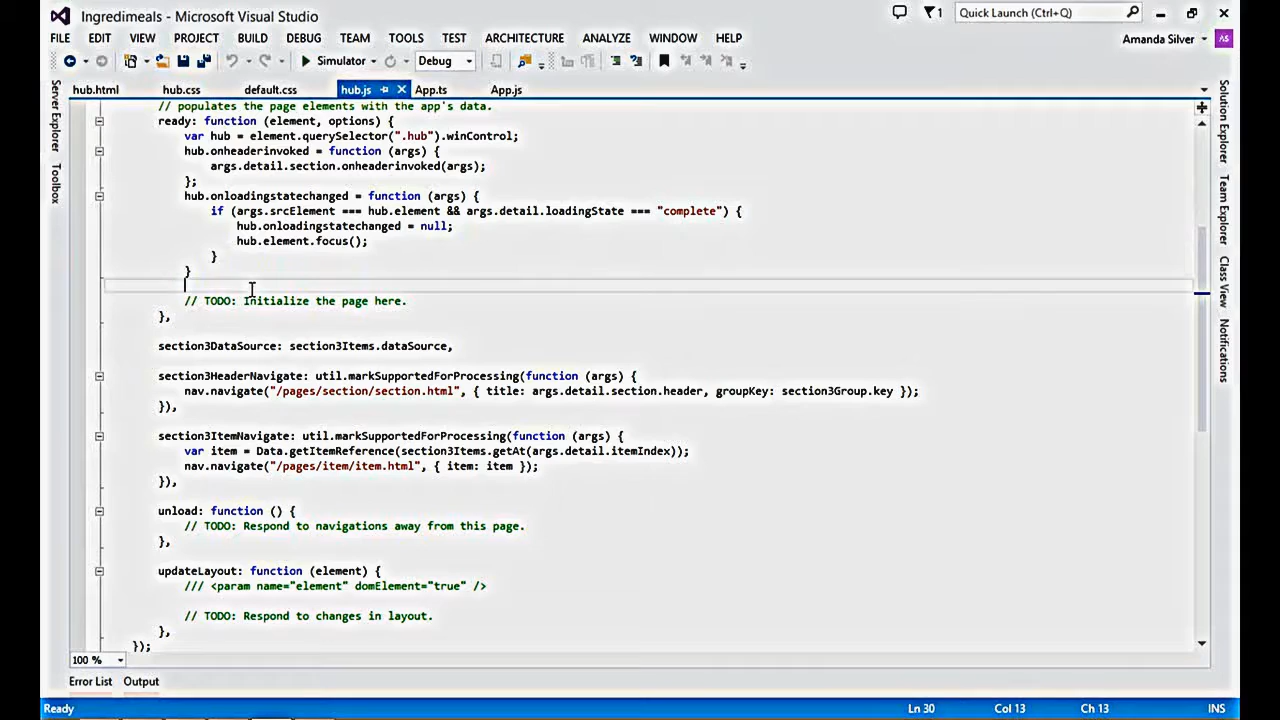 Ingredimeals - Microsoft Visual Studio
1
Quick Launch (Ctrl+Q)
FILE EDIT VIEW PROJECT BUILD DEBUG TEAM TOOLS TEST ARCHITECTURE ANALYZE WINDOW HELP
Amanda Silver AS
Simulator Debug
Server Explorer
Toolbox
hub.html hub.css default.css hub.js App.ts App.js
// populates the page elements with the app's data.
ready: function (element, options) {
var hub = element.querySelector(".hub").winControl;
hub.onheaderinvoked = function (args) {
args.detail.section.onheaderinvoked(args);
};
hub.onloadingstatechanged = function (args) {
if (args.srcElement === hub.element && args.detail.loadingState === "complete") {
hub.onloadingstatechanged = null;
hub.element.focus();
}
}
// TODO: Initialize the page here.
},
section3DataSource: section3Items.dataSource,
section3HeaderNavigate: util.markSupportedForProcessing(function (args) {
nav.navigate("/pages/section/section.html", { title: args.detail.section.header, groupKey: section3Group.key });
}),
section3ItemNavigate: util.markSupportedForProcessing(function (args) {
var item = Data.getItemReference(section3Items.getAt(args.detail.itemIndex));
nav.navigate("/pages/item/item.html", { item: item });
}),
unload: function () {
// TODO: Respond to navigations away from this page.
},
updateLayout: function (element) {
/// <param name="element" domElement="true" />
// TODO: Respond to changes in layout.
},
});
Solution Explorer
Team Explorer
Class View
Notifications
100 %
Error List Output
Ready Ln 30 Col 13 Ch 13 INS